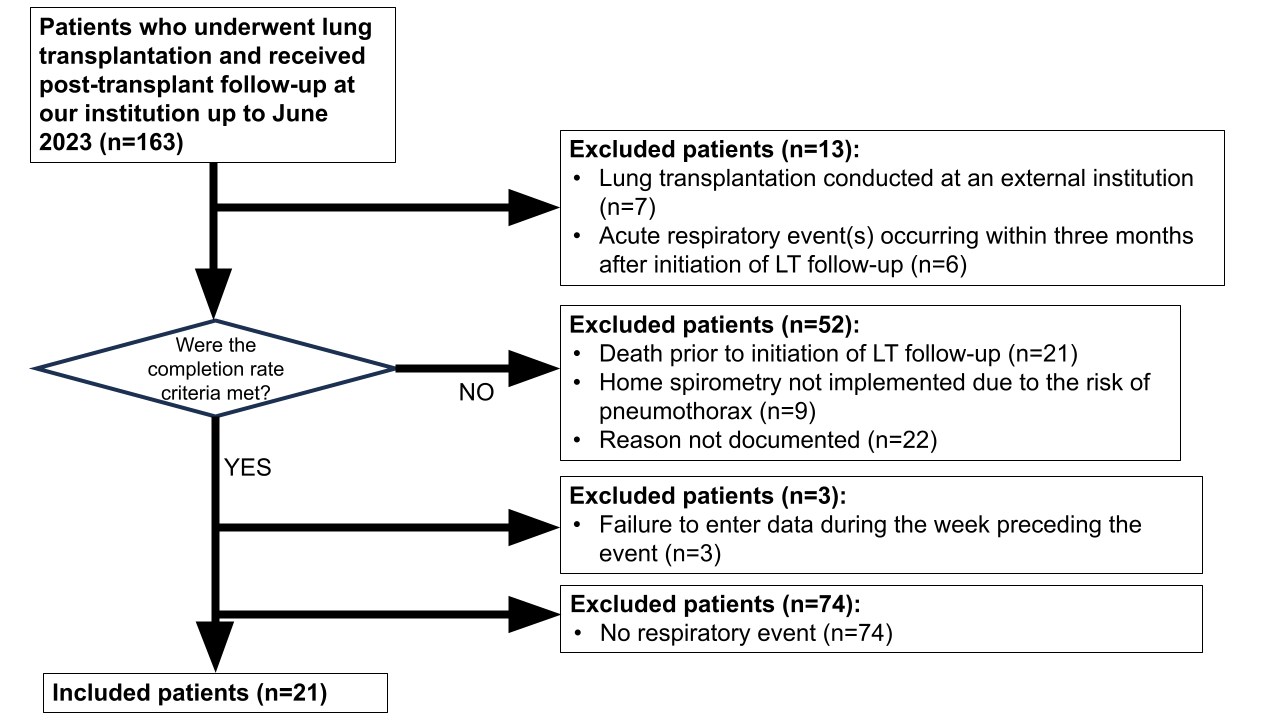 Patients who underwent lung
transplantation and received
post-transplant follow-up at
our institution up to June
2023 (n=163)
Excluded patients (n=13):
• Lung transplantation conducted at an external institution
(n=7)
• Acute respiratory event(s) occurring within three months
after initiation of LT follow-up (n=6)
Were the
completion rate
criteria met?
NO
Excluded patients (n=52):
• Death prior to initiation of LT follow-up (n=21)
• Home spirometry not implemented due to the risk of
pneumothorax (n=9)
• Reason not documented (n=22)
YES
Excluded patients (n=3):
• Failure to enter data during the week preceding the
event (n=3)
Excluded patients (n=74):
• No respiratory event (n=74)
Included patients (n=21)